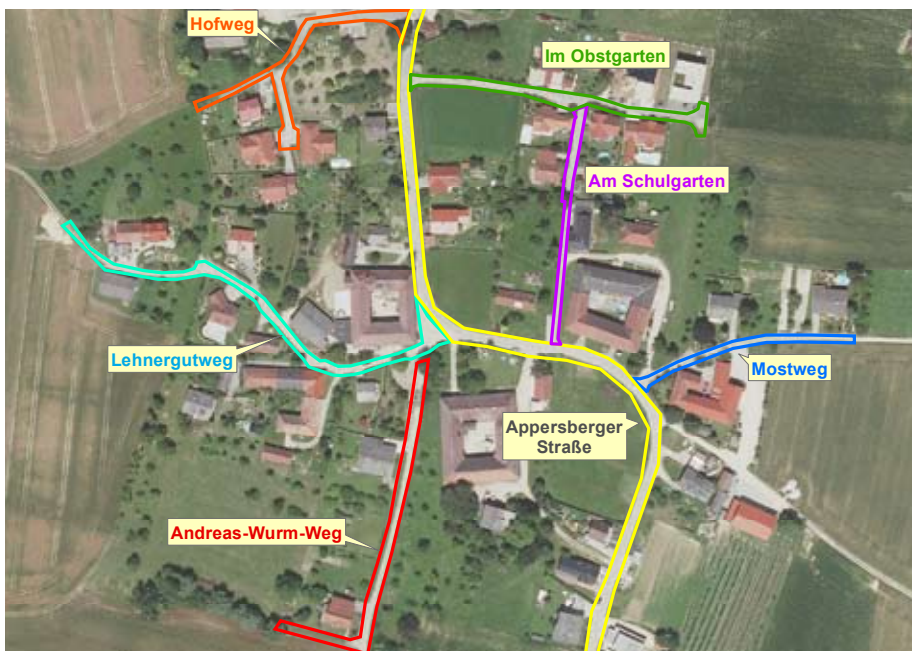 Hofweg
Im Obstgarten
Am Schulgarten
Lehnergutweg
Mostweg
Appersberger
Straße
Andreas-Wurm-Weg